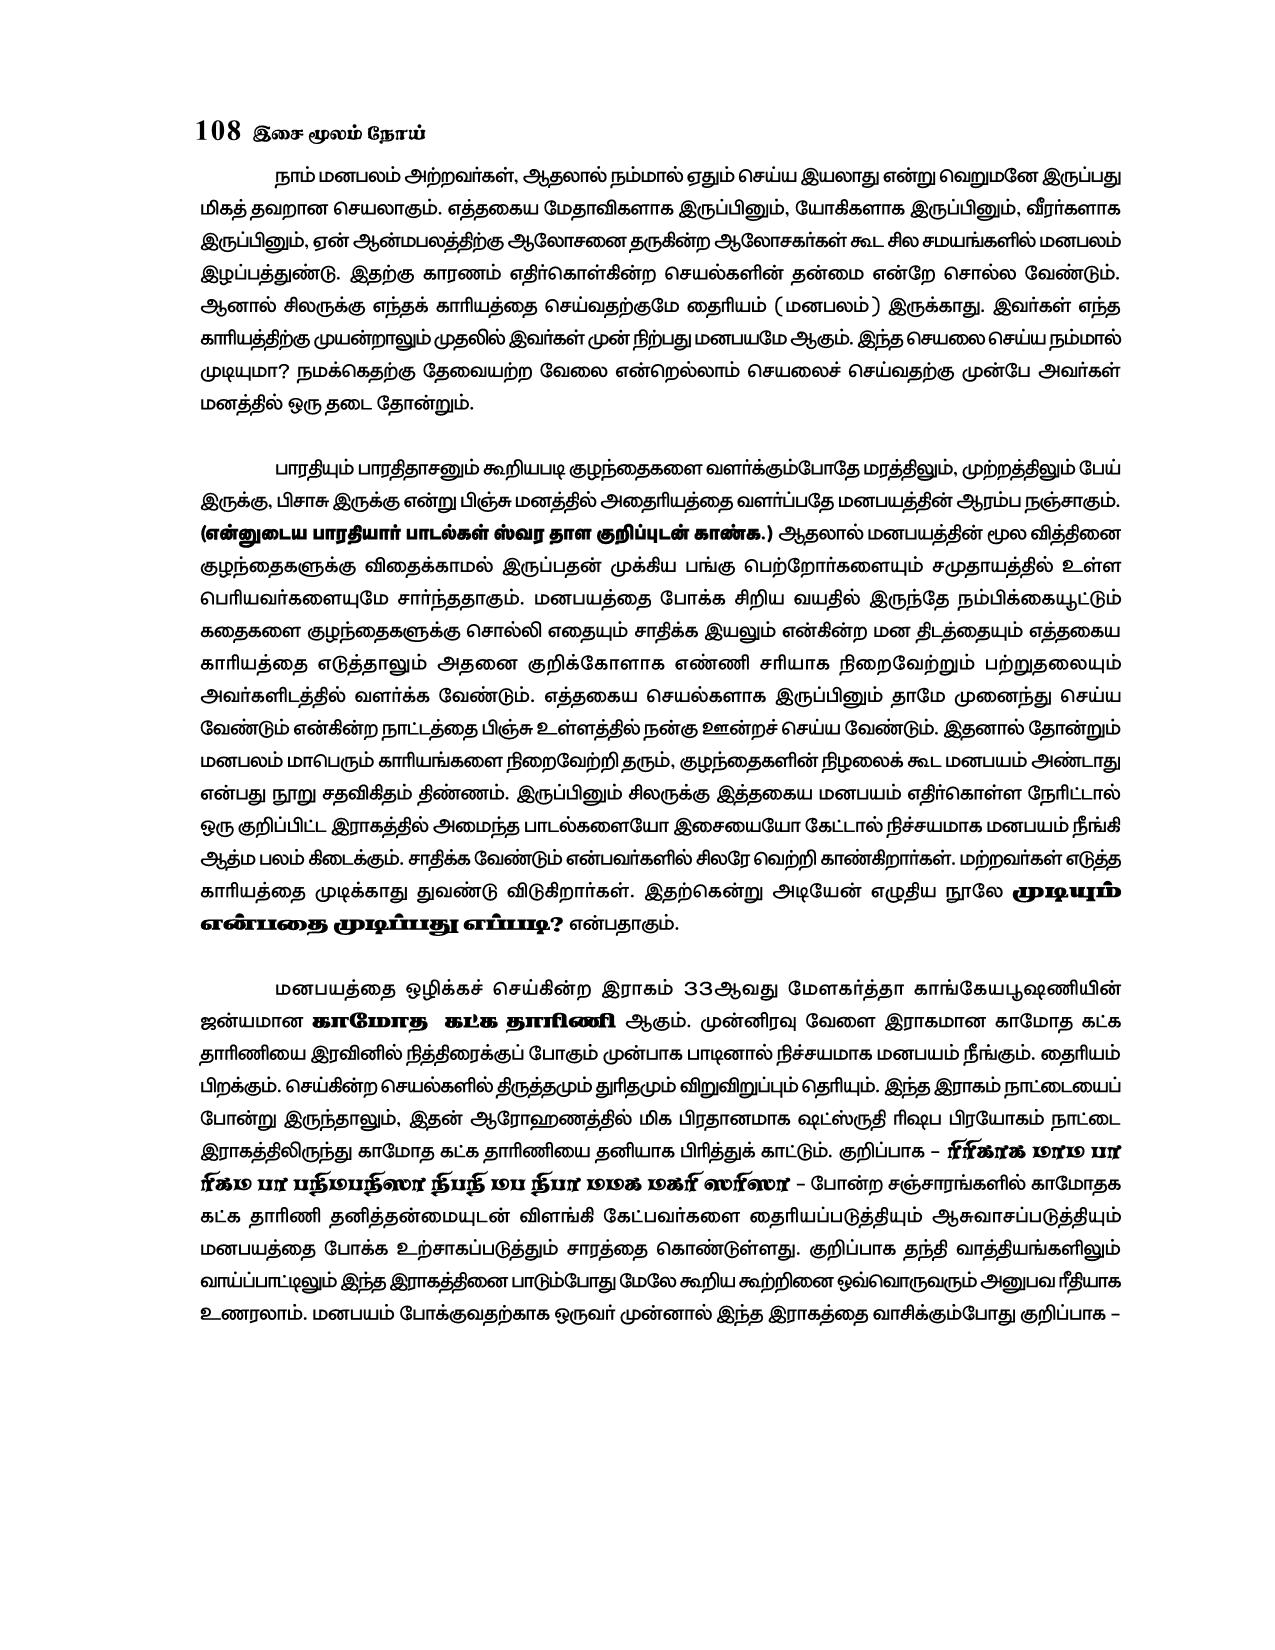 108 இசை மூலம் நோய்
நாம் மனபலம் அற்றவர்கள், ஆதலால் நம்மால் ஏதும் செய்ய இயலாது என்று வெறுமனே இருப்பது
மிகத் தவறான செயலாகும். எத்தகைய மேதாவிகளாக இருப்பினும், யோகிகளாக இருப்பினும், வீரர்களாக
இருப்பினும், ஏன் ஆன்மபலத்திற்கு ஆலோசனை தருகின்ற ஆலோசகர்கள் கூட சில சமயங்களில் மனபலம்
இழப்பத்துண்டு. இதற்கு காரணம் எதிர்கொள்கின்ற செயல்களின் தன்மை என்றே சொல்ல வேண்டும்.
ஆனால் சிலருக்கு எந்தக் காரியத்தை செய்வதற்குமே தைரியம் (மனபலம்) இருக்காது. இவர்கள் எந்த
காரியத்திற்கு முயன்றாலும் முதலில் இவர்கள் முன் நிற்பது மனபயமே ஆகும். இந்த செயலை செய்ய நம்மால்
முடியுமா? நமக்கெதற்கு தேவையற்ற வேலை என்றெல்லாம் செயலைச் செய்வதற்கு முன்பே அவர்கள்
மனத்தில் ஒரு தடை தோன்றும்.
பாரதியும் பாரதிதாசனும் கூறியபடி குழந்தைகளை வளர்க்கும்போதே மரத்திலும், முற்றத்திலும் பேய்
இருக்கு, பிசாசு இருக்கு என்று பிஞ்சு மனத்தில் அதைரியத்தை வளர்ப்பதே மனபயத்தின் ஆரம்ப நஞ்சாகும்.
(என்னுடைய பாரதியார் பாடல்கள் ஸ்வர தாள குறிப்புடன் காண்க.) ஆதலால் மனபயத்தின் மூல வித்தினை
குழந்தைகளுக்கு விதைக்காமல் இருப்பதன் முக்கிய பங்கு பெற்றோர்களையும் சமுதாயத்தில் உள்ள
பெரியவர்களையுமே சார்ந்ததாகும். மனபயத்தை போக்க சிறிய வயதில் இருந்தே நம்பிக்கையூட்டும்
கதைகளை குழந்தைகளுக்கு சொல்லி எதையும் சாதிக்க இயலும் என்கின்ற மன திடத்தையும் எத்தகைய
காரியத்தை எடுத்தாலும் அதனை குறிக்கோளாக எண்ணி சரியாக நிறைவேற்றும் பற்றுதலையும்
அவர்களிடத்தில் வளர்க்க வேண்டும். எத்தகைய செயல்களாக இருப்பினும் தாமே முனைந்து செய்ய
வேண்டும் என்கின்ற நாட்டத்தை பிஞ்சு உள்ளத்தில் நன்கு ஊன்றச் செய்ய வேண்டும். இதனால் தோன்றும்
மனபலம் மாபெரும் காரியங்களை நிறைவேற்றி தரும், குழந்தைகளின் நிழலைக் கூட மனபயம் அண்டாது
என்பது நூறு சதவிகிதம் திண்ணம். இருப்பினும் சிலருக்கு இத்தகைய மனபயம் எதிர்கொள்ள நேரிட்டால்
ஒரு குறிப்பிட்ட இராகத்தில் அமைந்த பாடல்களையோ இசையையோ கேட்டால் நிச்சயமாக மனபயம் நீங்கி
ஆத்ம பலம் கிடைக்கும். சாதிக்க வேண்டும் என்பவர்களில் சிலரே வெற்றி காண்கிறார்கள். மற்றவர்கள் எடுத்த
காரியத்தை முடிக்காது துவண்டு விடுகிறார்கள். இதற்கென்று அடியேன் எழுதிய நூலே முடியும்
என்பதை முடிப்பது எப்படி? என்பதாகும்.
மனபயத்தை ஒழிக்கச் செய்கின்ற இராகம் 33ஆவது மேளகர்த்தா காங்கேயபூஷணியின்
ஜன்யமான காமோத கட்க தாரிணி ஆகும். முன்னிரவு வேளை இராகமான காமோத கட்க
தாரிணியை இரவினில் நித்திரைக்குப் போகும் முன்பாக பாடினால் நிச்சயமாக மனபயம் நீங்கும். தைரியம்
பிறக்கும். செய்கின்ற செயல்களில் திருத்தமும் துரிதமும் விறுவிறுப்பும் தெரியும். இந்த இராகம் நாட்டையைப்
போன்று இருந்தாலும், இதன் ஆரோஹணத்தில் மிக பிரதானமாக ஷட்ஸ்ருதி ரிஷப பிரயோகம் நாட்டை
இராகத்திலிருந்து காமோத கட்க தாரிணியை தனியாக பிரித்துக் காட்டும். குறிப்பாக – ரிரிகாக மாம பா
ரிகம பா பநிமபநிஸா நிபநி மப நிபா மமக மகரி ஸரிஸா – போன்ற சஞ்சாரங்களில் காமோதக
கட்க தாரிணி தனித்தன்மையுடன் விளங்கி கேட்பவர்களை தைரியப்படுத்தியும் ஆசுவாசப்படுத்தியும்
மனபயத்தை போக்க உற்சாகப்படுத்தும் சாரத்தை கொண்டுள்ளது. குறிப்பாக தந்தி வாத்தியங்களிலும்
வாய்ப்பாட்டிலும் இந்த இராகத்தினை பாடும்போது மேலே கூறிய கூற்றினை ஒவ்வொருவரும் அனுபவ ரீதியாக
உணரலாம். மனபயம் போக்குவதற்காக ஒருவர் முன்னால் இந்த இராகத்தை வாசிக்கும்போது குறிப்பாக –